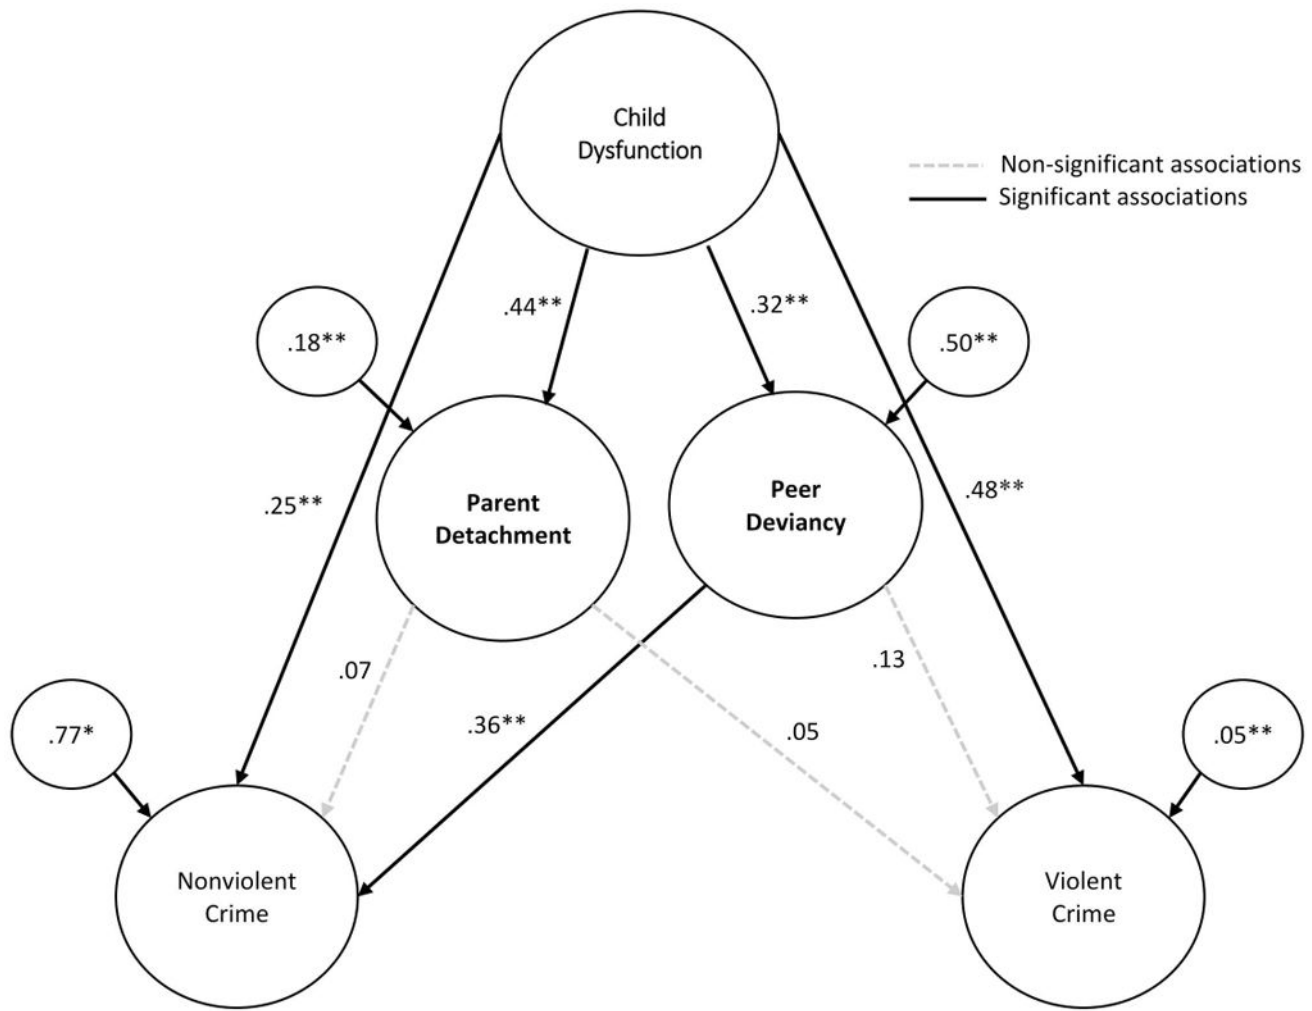 Child
Dysfunction
Non-significant associations
Significant associations
.44**
.32**
.18**
.50**
.25**
Parent
Detachment
Peer
Deviancy
.48**
.07
.13
.36**
.05
.77*
.05**
Nonviolent
Crime
Violent
Crime